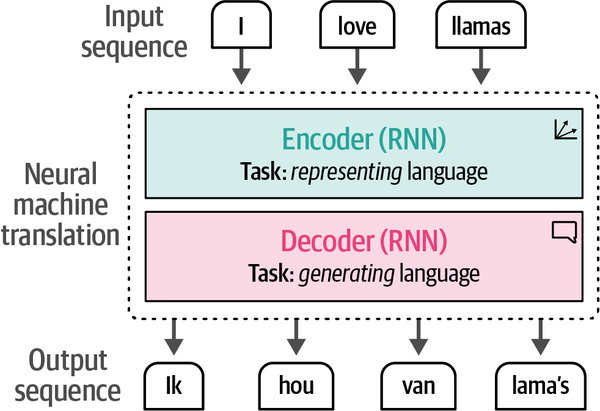 Input
sequence
I
love
llamas
Neural
machine
translation
Encoder (RNN)
Task: representing language
Decoder (RNN)
Task: generating language
Output
sequence
Ik
hou
van
lama's